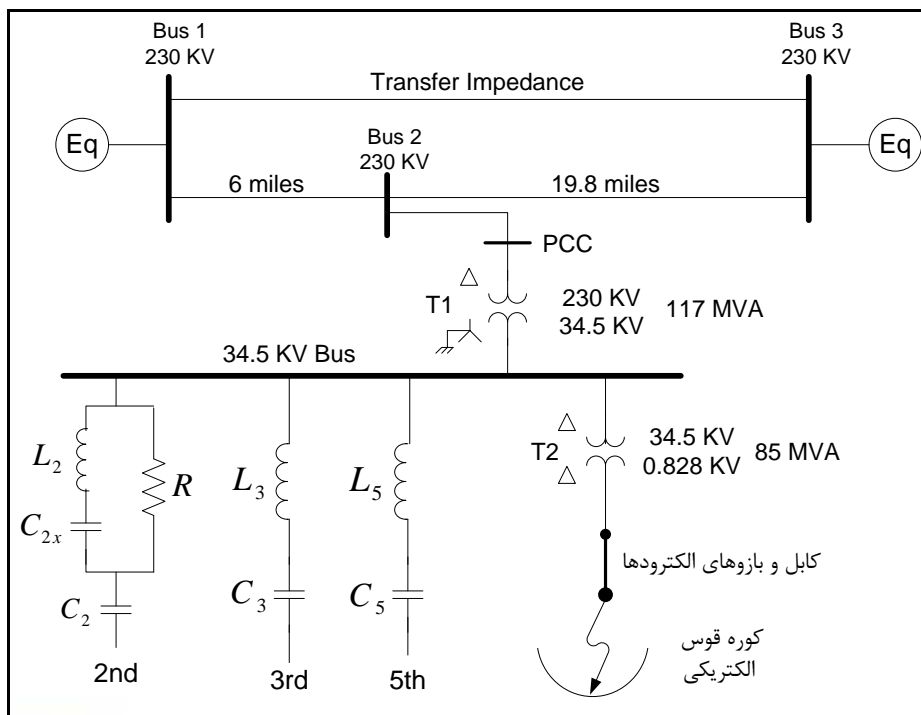 Bus 1
230 KV
Bus 3
230 KV
Transfer Impedance
Eq
Eq
Bus 2
230 KV
6 miles
19.8 miles
PCC
T1
230 KV
34.5 KV
117 MVA
34.5 KV Bus
T2
34.5 KV
0.828 KV
85 MVA
L2
R
L3
L5
C2x
C2
C3
C5
کابل و بازوهای الکترودها
کوره قوس
الکتریکی
2nd
3rd
5th